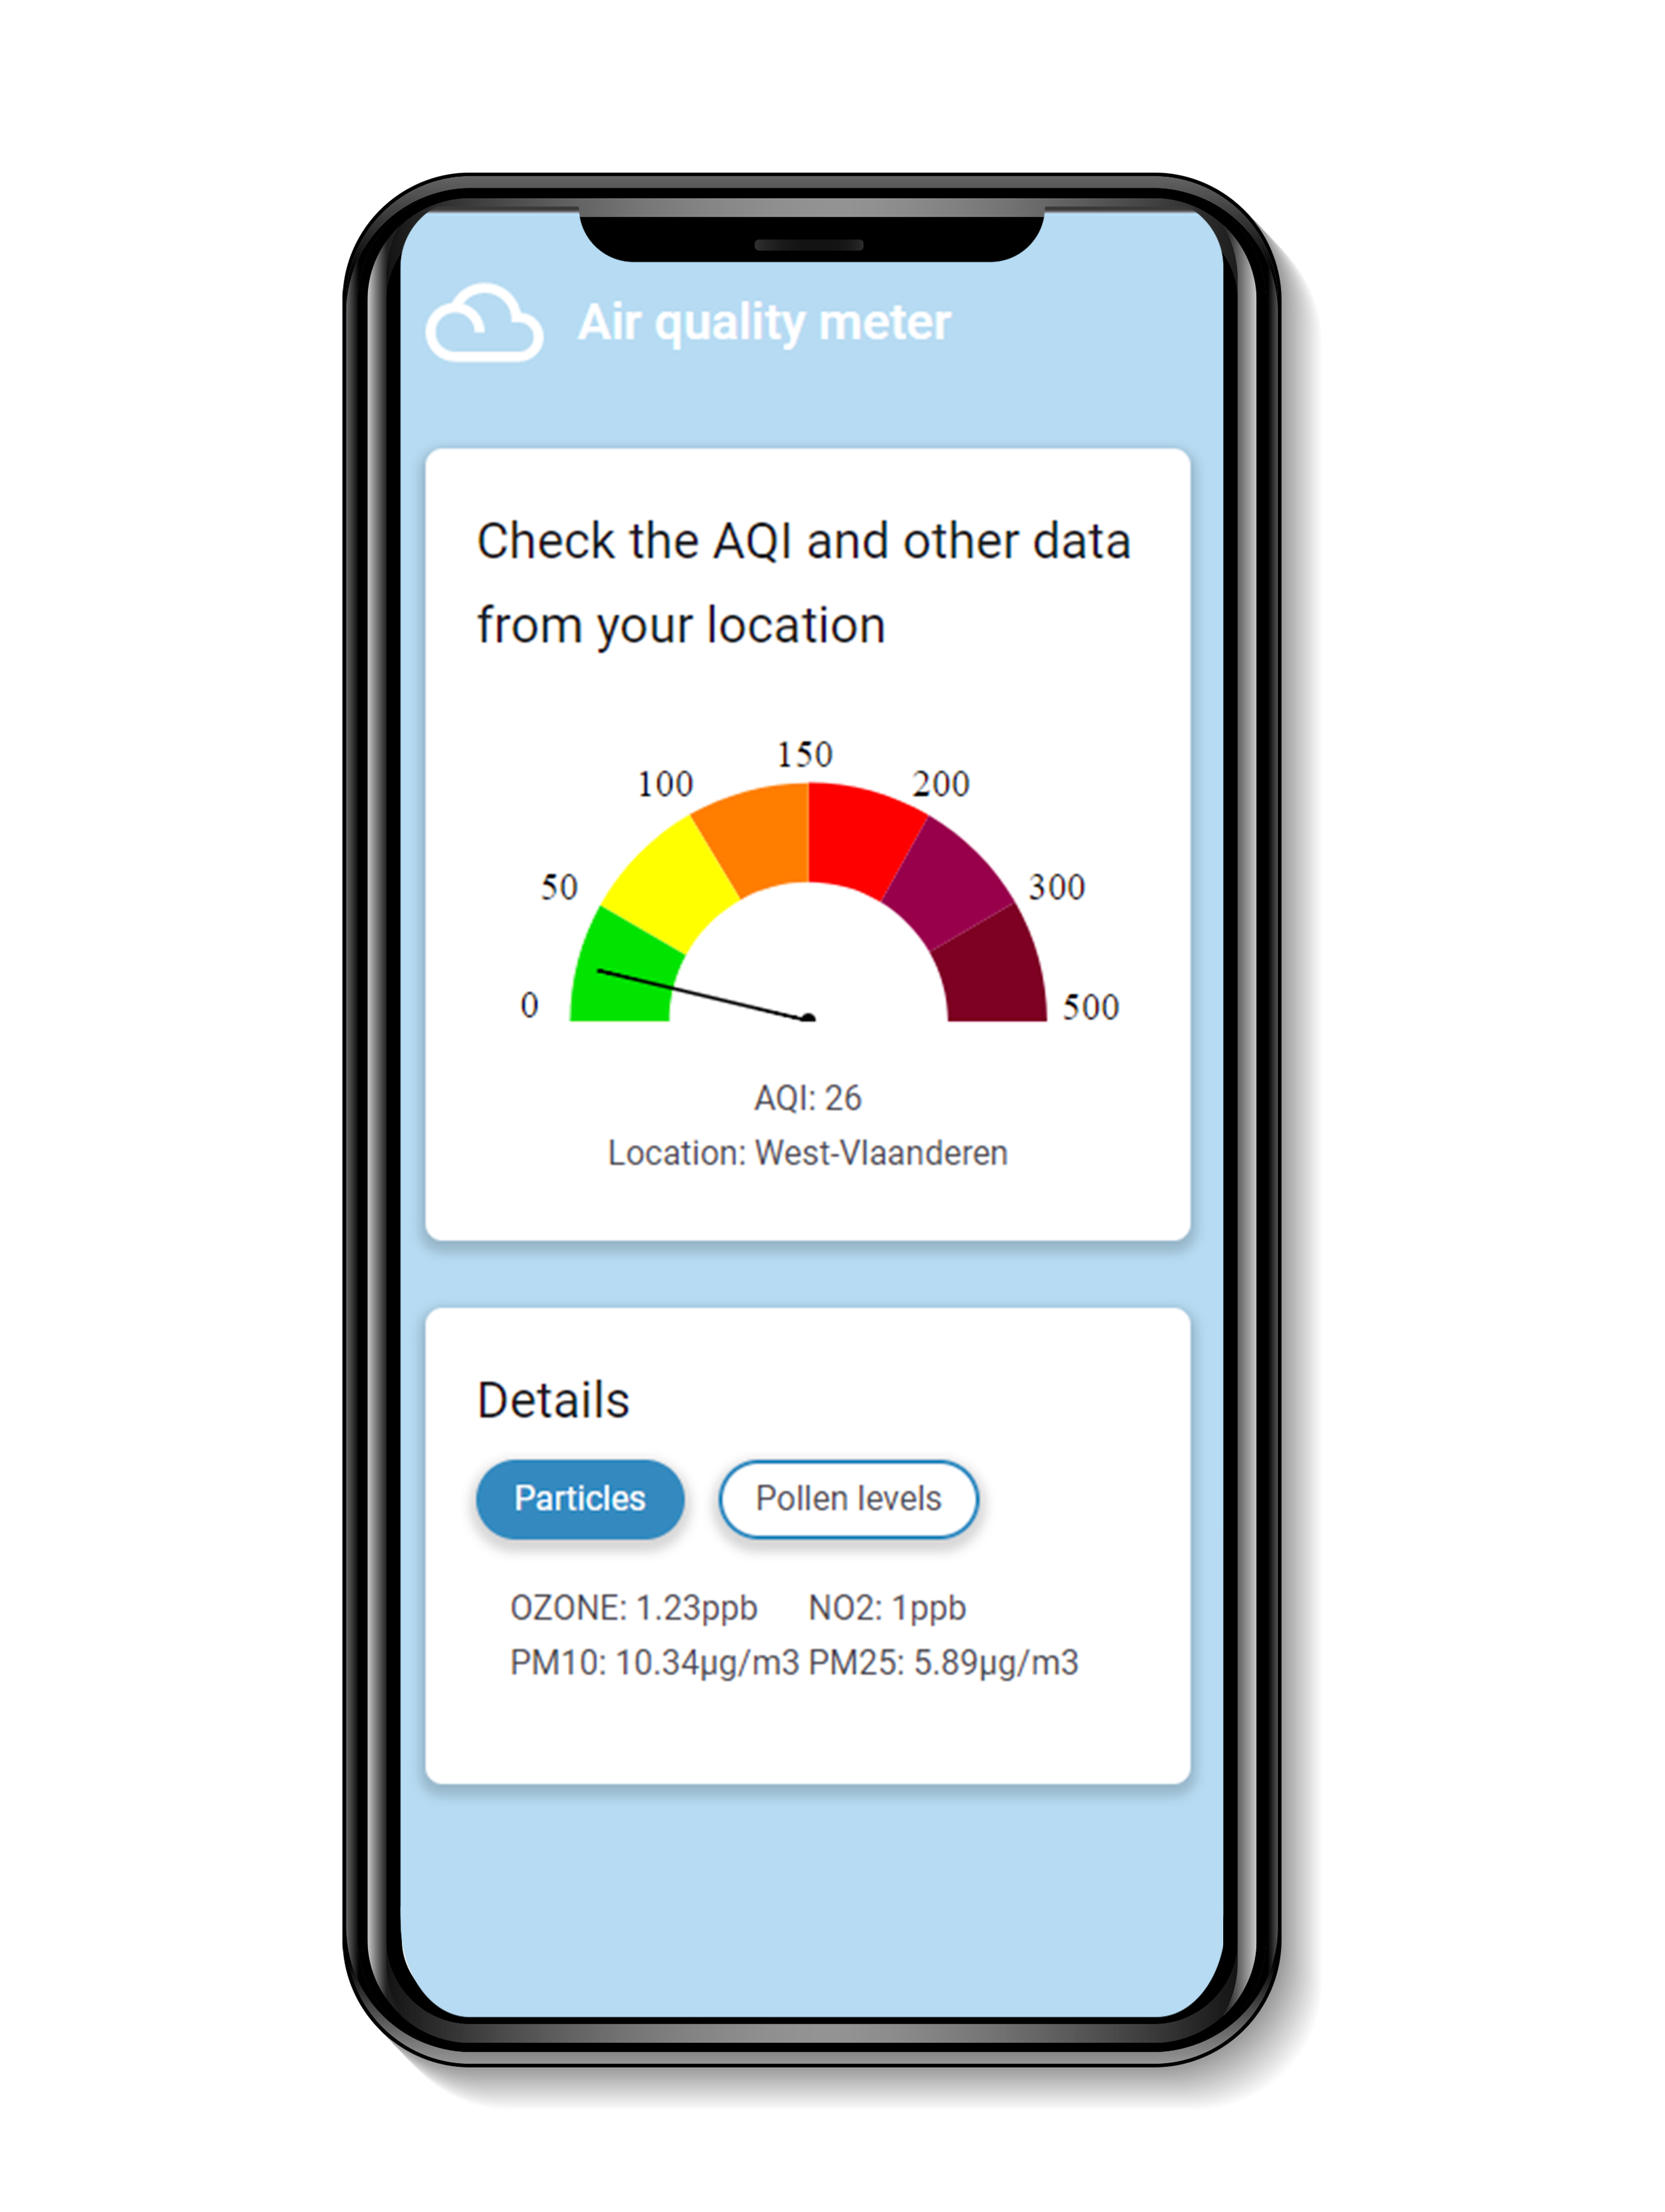 Air quality meter
Check the AQI and other data
from your location
150
100
200
50
300
0
500
AQI: 26
Location: West-Vlaanderen
Details
Particles
Pollen levels
OZONE: 1.23ppb NO2: 1ppb
PM10: 10.34µg/m3 PM25: 5.89µg/m3